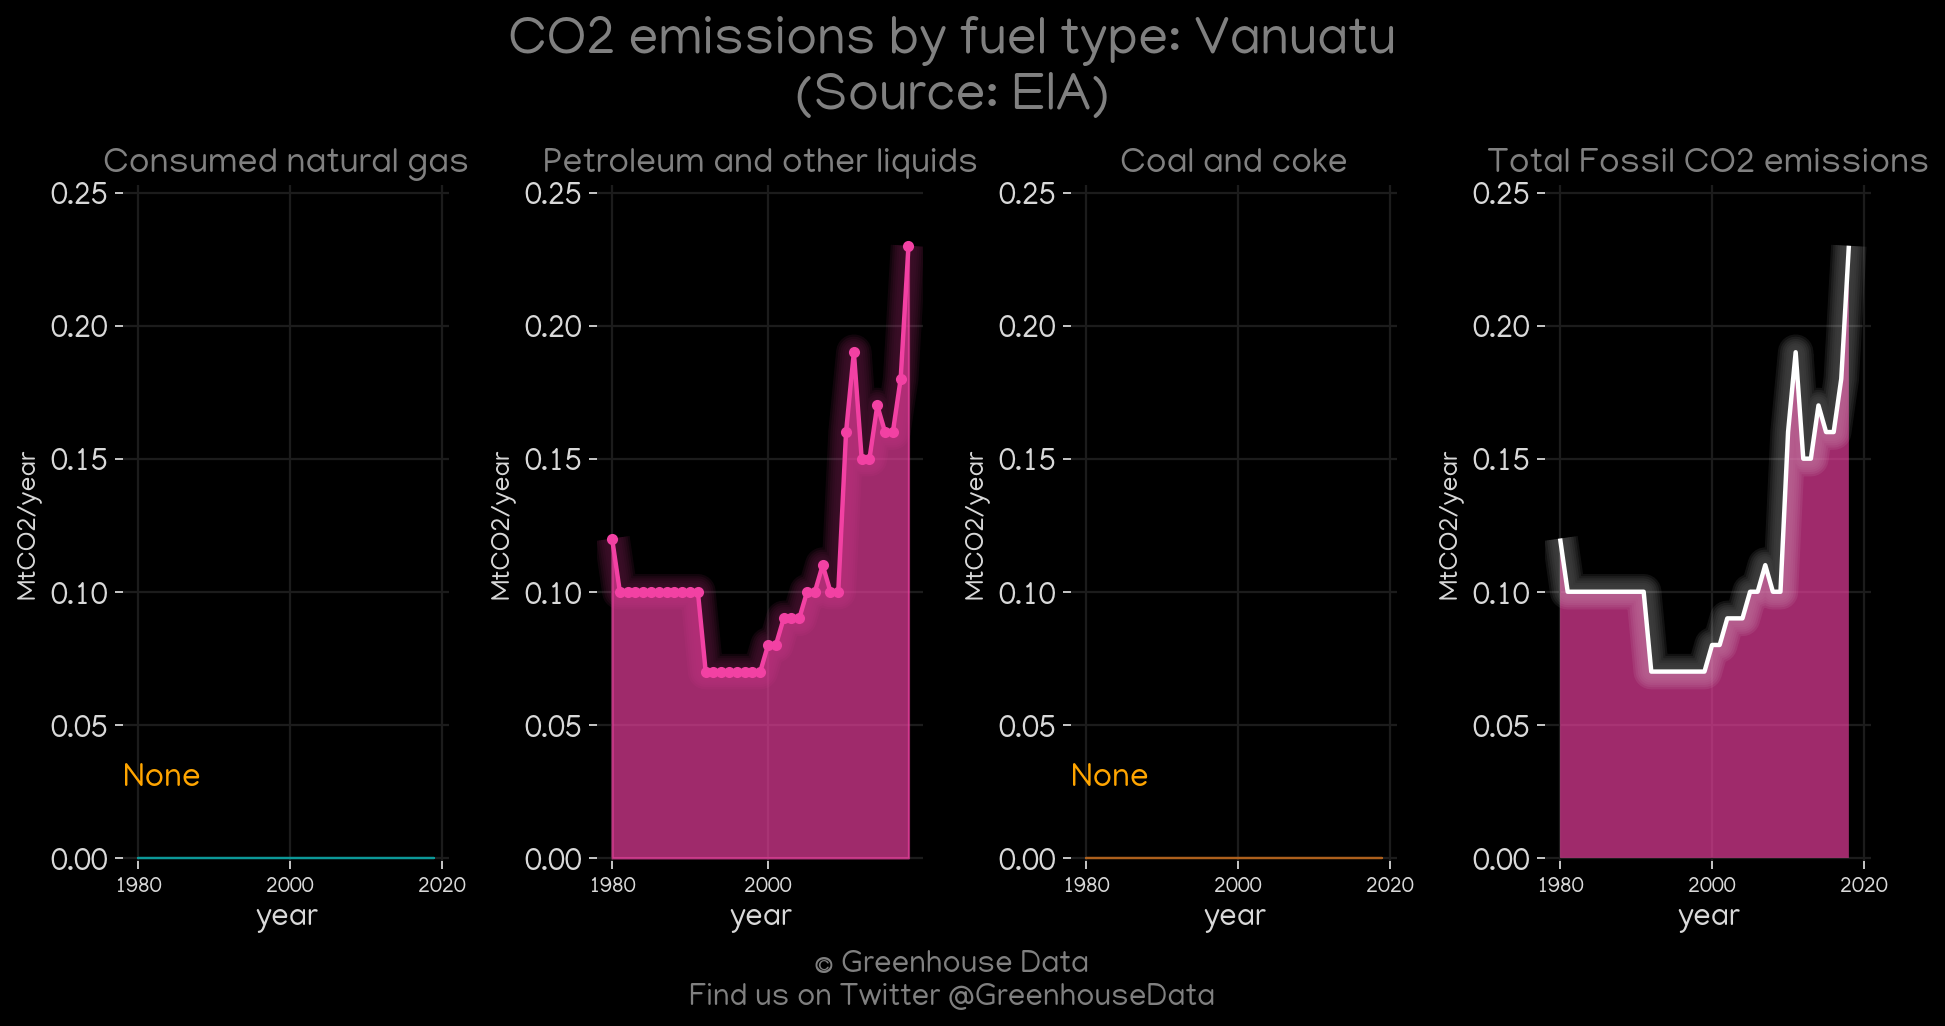 CO2 emissions by fuel type: Vanuatu
(Source: EIA)
Consumed natural gas
0.25
0.20
0.15
0.10
0.05
0.00
MtCO2/year
None
1980 2000 2020
year
Petroleum and other liquids
0.25
0.20
0.15
0.10
0.05
0.00
MtCO2/year
1980 2000
year
Coal and coke
0.25
0.20
0.15
0.10
0.05
0.00
MtCO2/year
None
1980 2000 2020
year
Total Fossil CO2 emissions
0.25
0.20
0.15
0.10
0.05
0.00
MtCO2/year
1980 2000 2020
year
© Greenhouse Data
Find us on Twitter @GreenhouseData